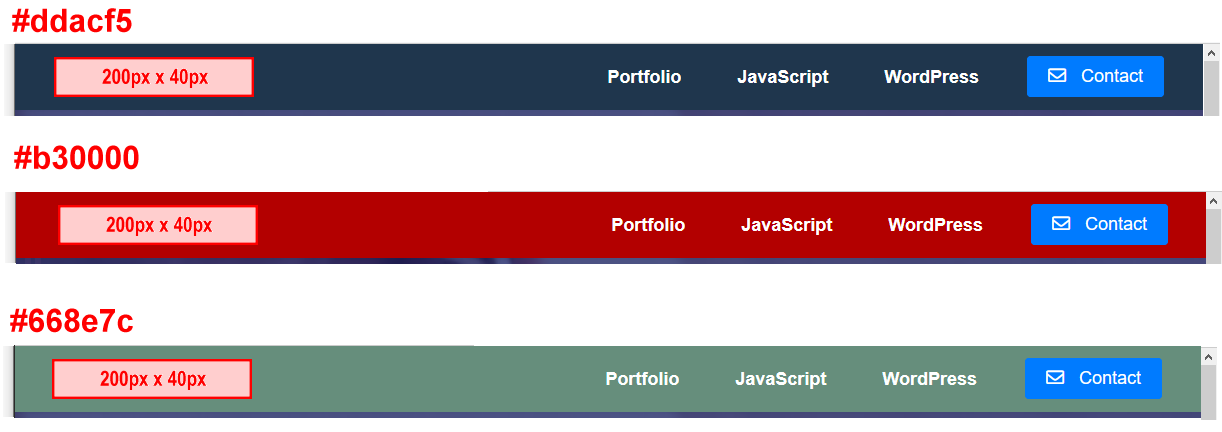 #ddacf5
200px x 40px Portfolio JavaScript WordPress Contact
#b30000
200px x 40px Portfolio JavaScript WordPress Contact
#668e7c
200px x 40px Portfolio JavaScript WordPress Contact